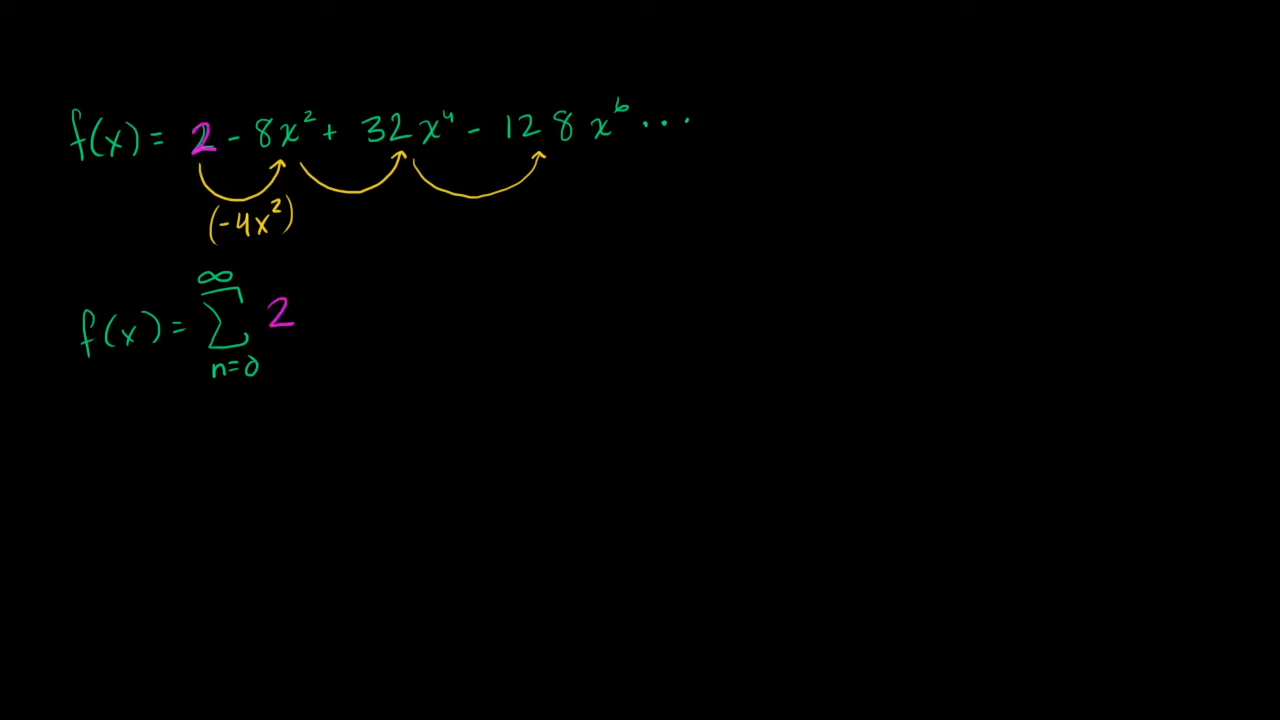 f(x) = 2 - 8x² + 32x⁴ - 128x⁶ ...
(-4x²)
∞
f(x) = ∑ 2
n=0